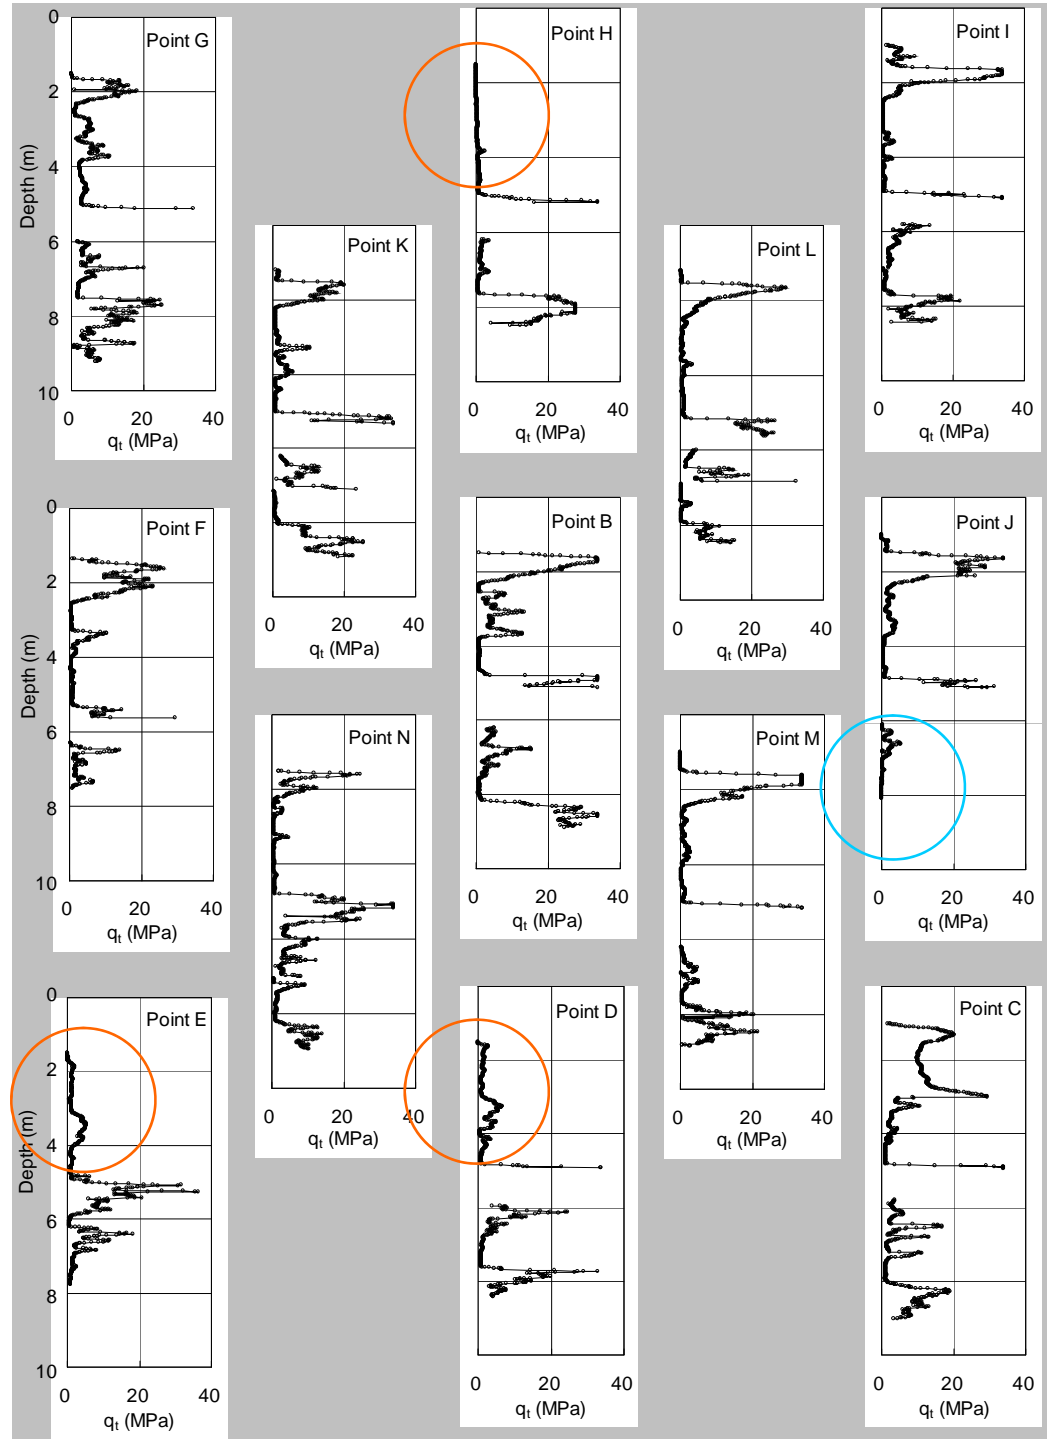 0
2
4
6
8
10
Depth (m)
Point G
0 20 40
qt (MPa)
Point H
0 20 40
qt (MPa)
Point I
0 20 40
qt (MPa)
Point K
0 20 40
qt (MPa)
Point L
0 20 40
qt (MPa)
0
2
4
6
8
10
Depth (m)
Point F
0 20 40
qt (MPa)
Point B
0 20 40
qt (MPa)
Point J
0 20 40
qt (MPa)
Point N
0 20 40
qt (MPa)
Point M
0 20 40
qt (MPa)
0
2
4
6
8
10
Depth (m)
Point E
0 20 40
qt (MPa)
Point D
0 20 40
qt (MPa)
Point C
0 20 40
qt (MPa)